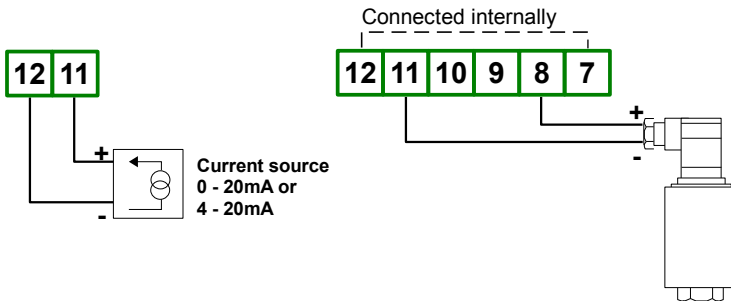 Connected internally
12 11
12 11 10 9 8 7
+
-
Current source
0 - 20mA or
4 - 20mA
+
-